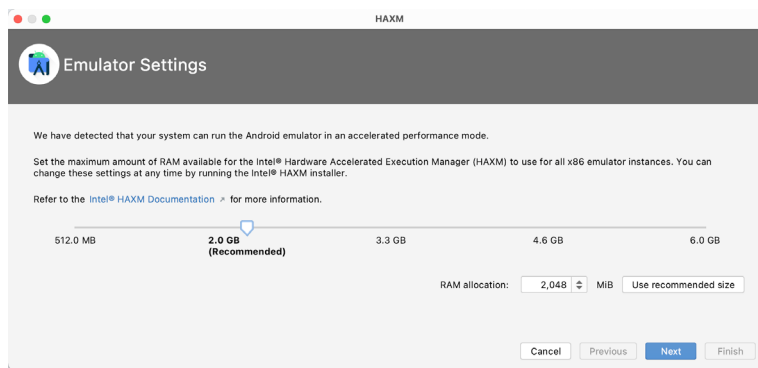 HAXM
Emulator Settings
We have detected that your system can run the Android emulator in an accelerated performance mode.
Set the maximum amount of RAM available for the Intel® Hardware Accelerated Execution Manager (HAXM) to use for all x86 emulator instances. You can
change these settings at any time by running the Intel® HAXM installer.
Refer to the Intel® HAXM Documentation ↗ for more information.
512.0 MB 2.0 GB 3.3 GB 4.6 GB 6.0 GB
(Recommended)
RAM allocation: 2,048 MiB Use recommended size
Cancel Previous Next Finish